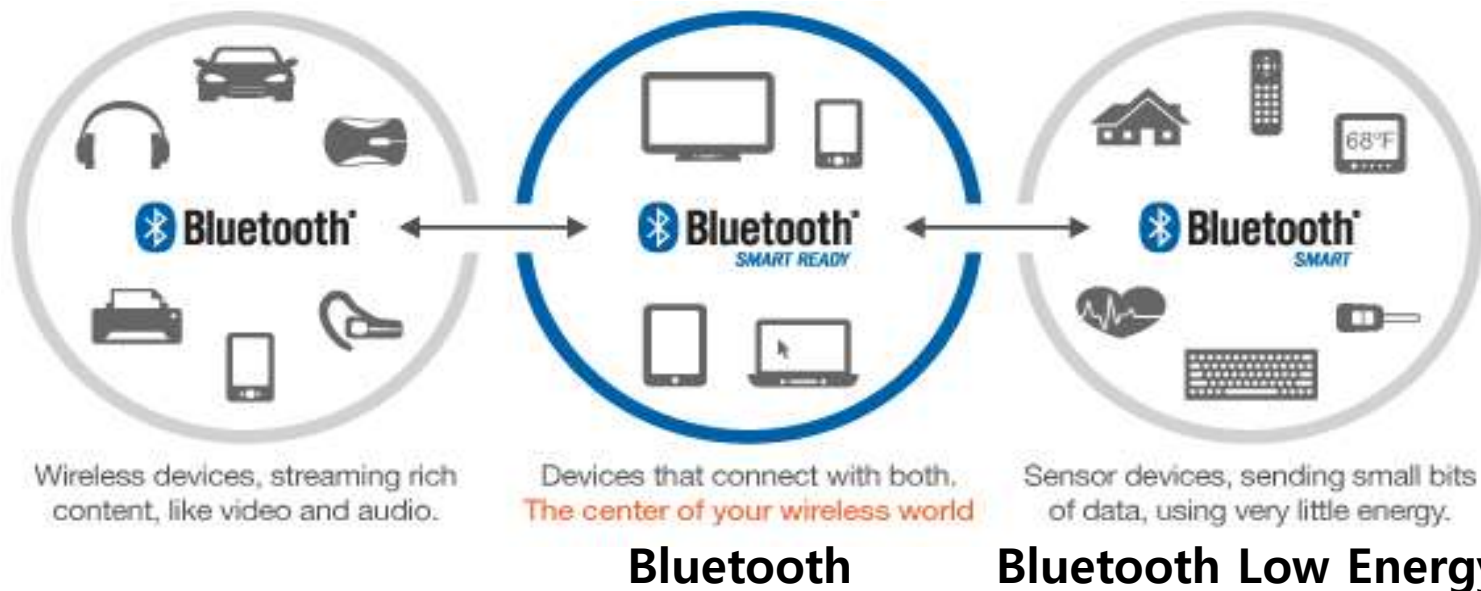 68°F
Bluetooth
Bluetooth
SMART READY
Bluetooth
SMART
Wireless devices, streaming rich
content, like video and audio.
Devices that connect with both.
The center of your wireless world
Sensor devices, sending small bits
of data, using very little energy.
Bluetooth
Bluetooth Low Energy